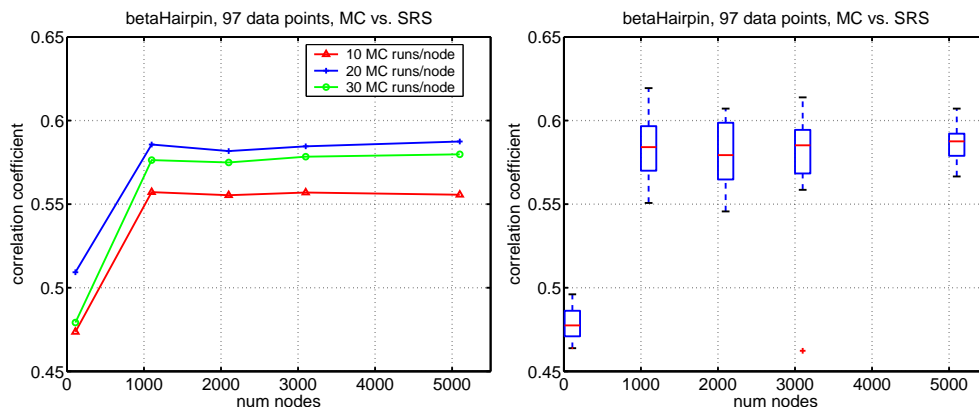 betaHairpin, 97 data points, MC vs. SRS
0.65
0.6
0.55
0.5
0.45
correlation coefficient
10 MC runs/node
20 MC runs/node
30 MC runs/node
0 1000 2000 3000 4000 5000
num nodes
betaHairpin, 97 data points, MC vs. SRS
0.65
0.6
0.55
0.5
0.45
correlation coefficient
0 1000 2000 3000 4000 5000
num nodes